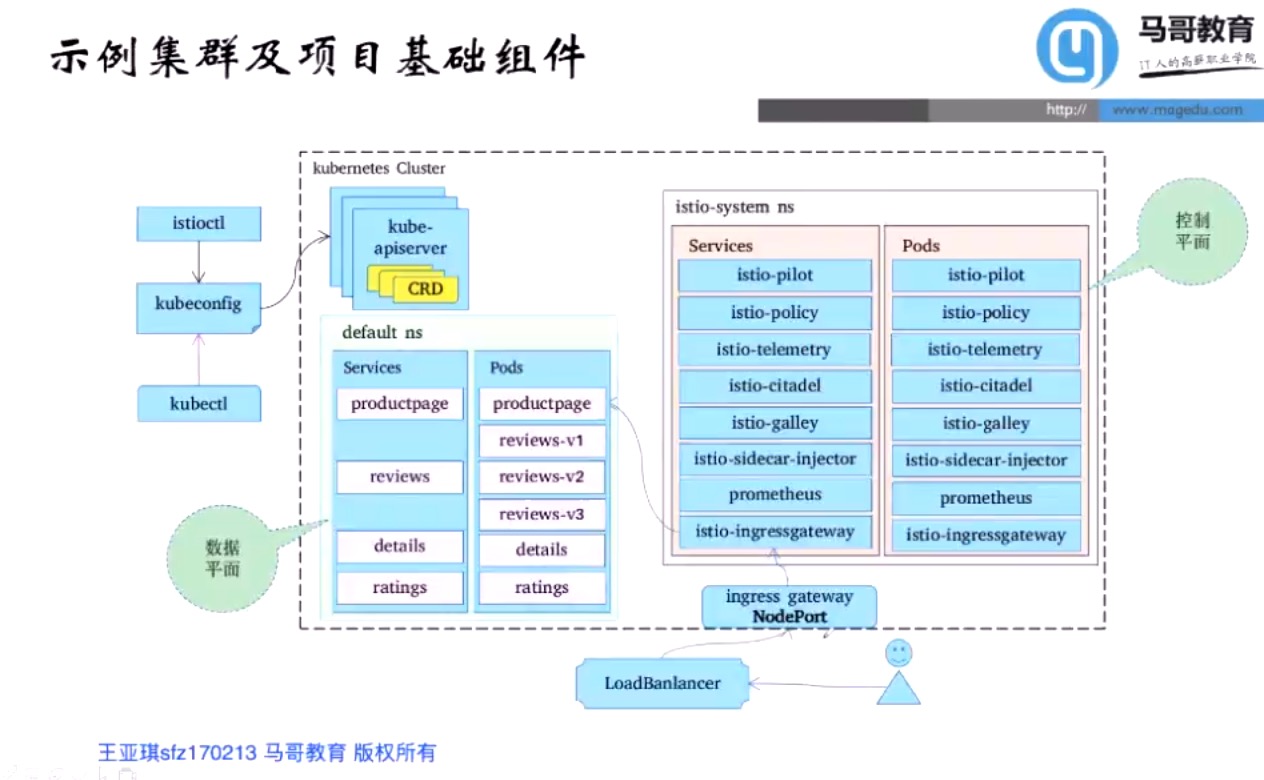 示例集群及项目基础组件
马哥教育
IT人的高薪职业学院
http://
www.magedu.com
kubernetes Cluster
istioctl
kubeconfig
kubectl
kube-
apiserver
CRD
default ns
Services
productpage
reviews
details
ratings
Pods
productpage
reviews-v1
reviews-v2
reviews-v3
details
ratings
数据
平面
istio-system ns
Services
istio-pilot
istio-policy
istio-telemetry
istio-citadel
istio-galley
istio-sidecar-injector
prometheus
istio-ingressgateway
Pods
istio-pilot
istio-policy
istio-telemetry
istio-citadel
istio-galley
istio-sidecar-injector
prometheus
istio-ingressgateway
控制
平面
ingress gateway
NodePort
LoadBanlancer
王亚琪sfz170213 马哥教育 版权所有